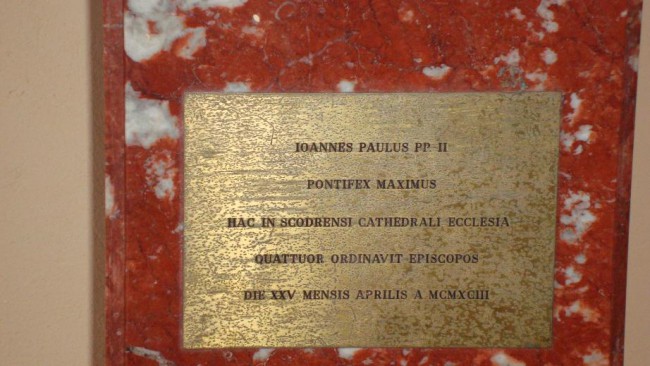 IOANNES PAULUS PP. II
PONTIFEX MAXIMUS
HAC IN SCODRENSI CATHEDRALI ECCLESIA
QUATTUOR ORDINAVIT EPISCOPOS
DIE XXV MENSIS APRILIS A MCMXCIII